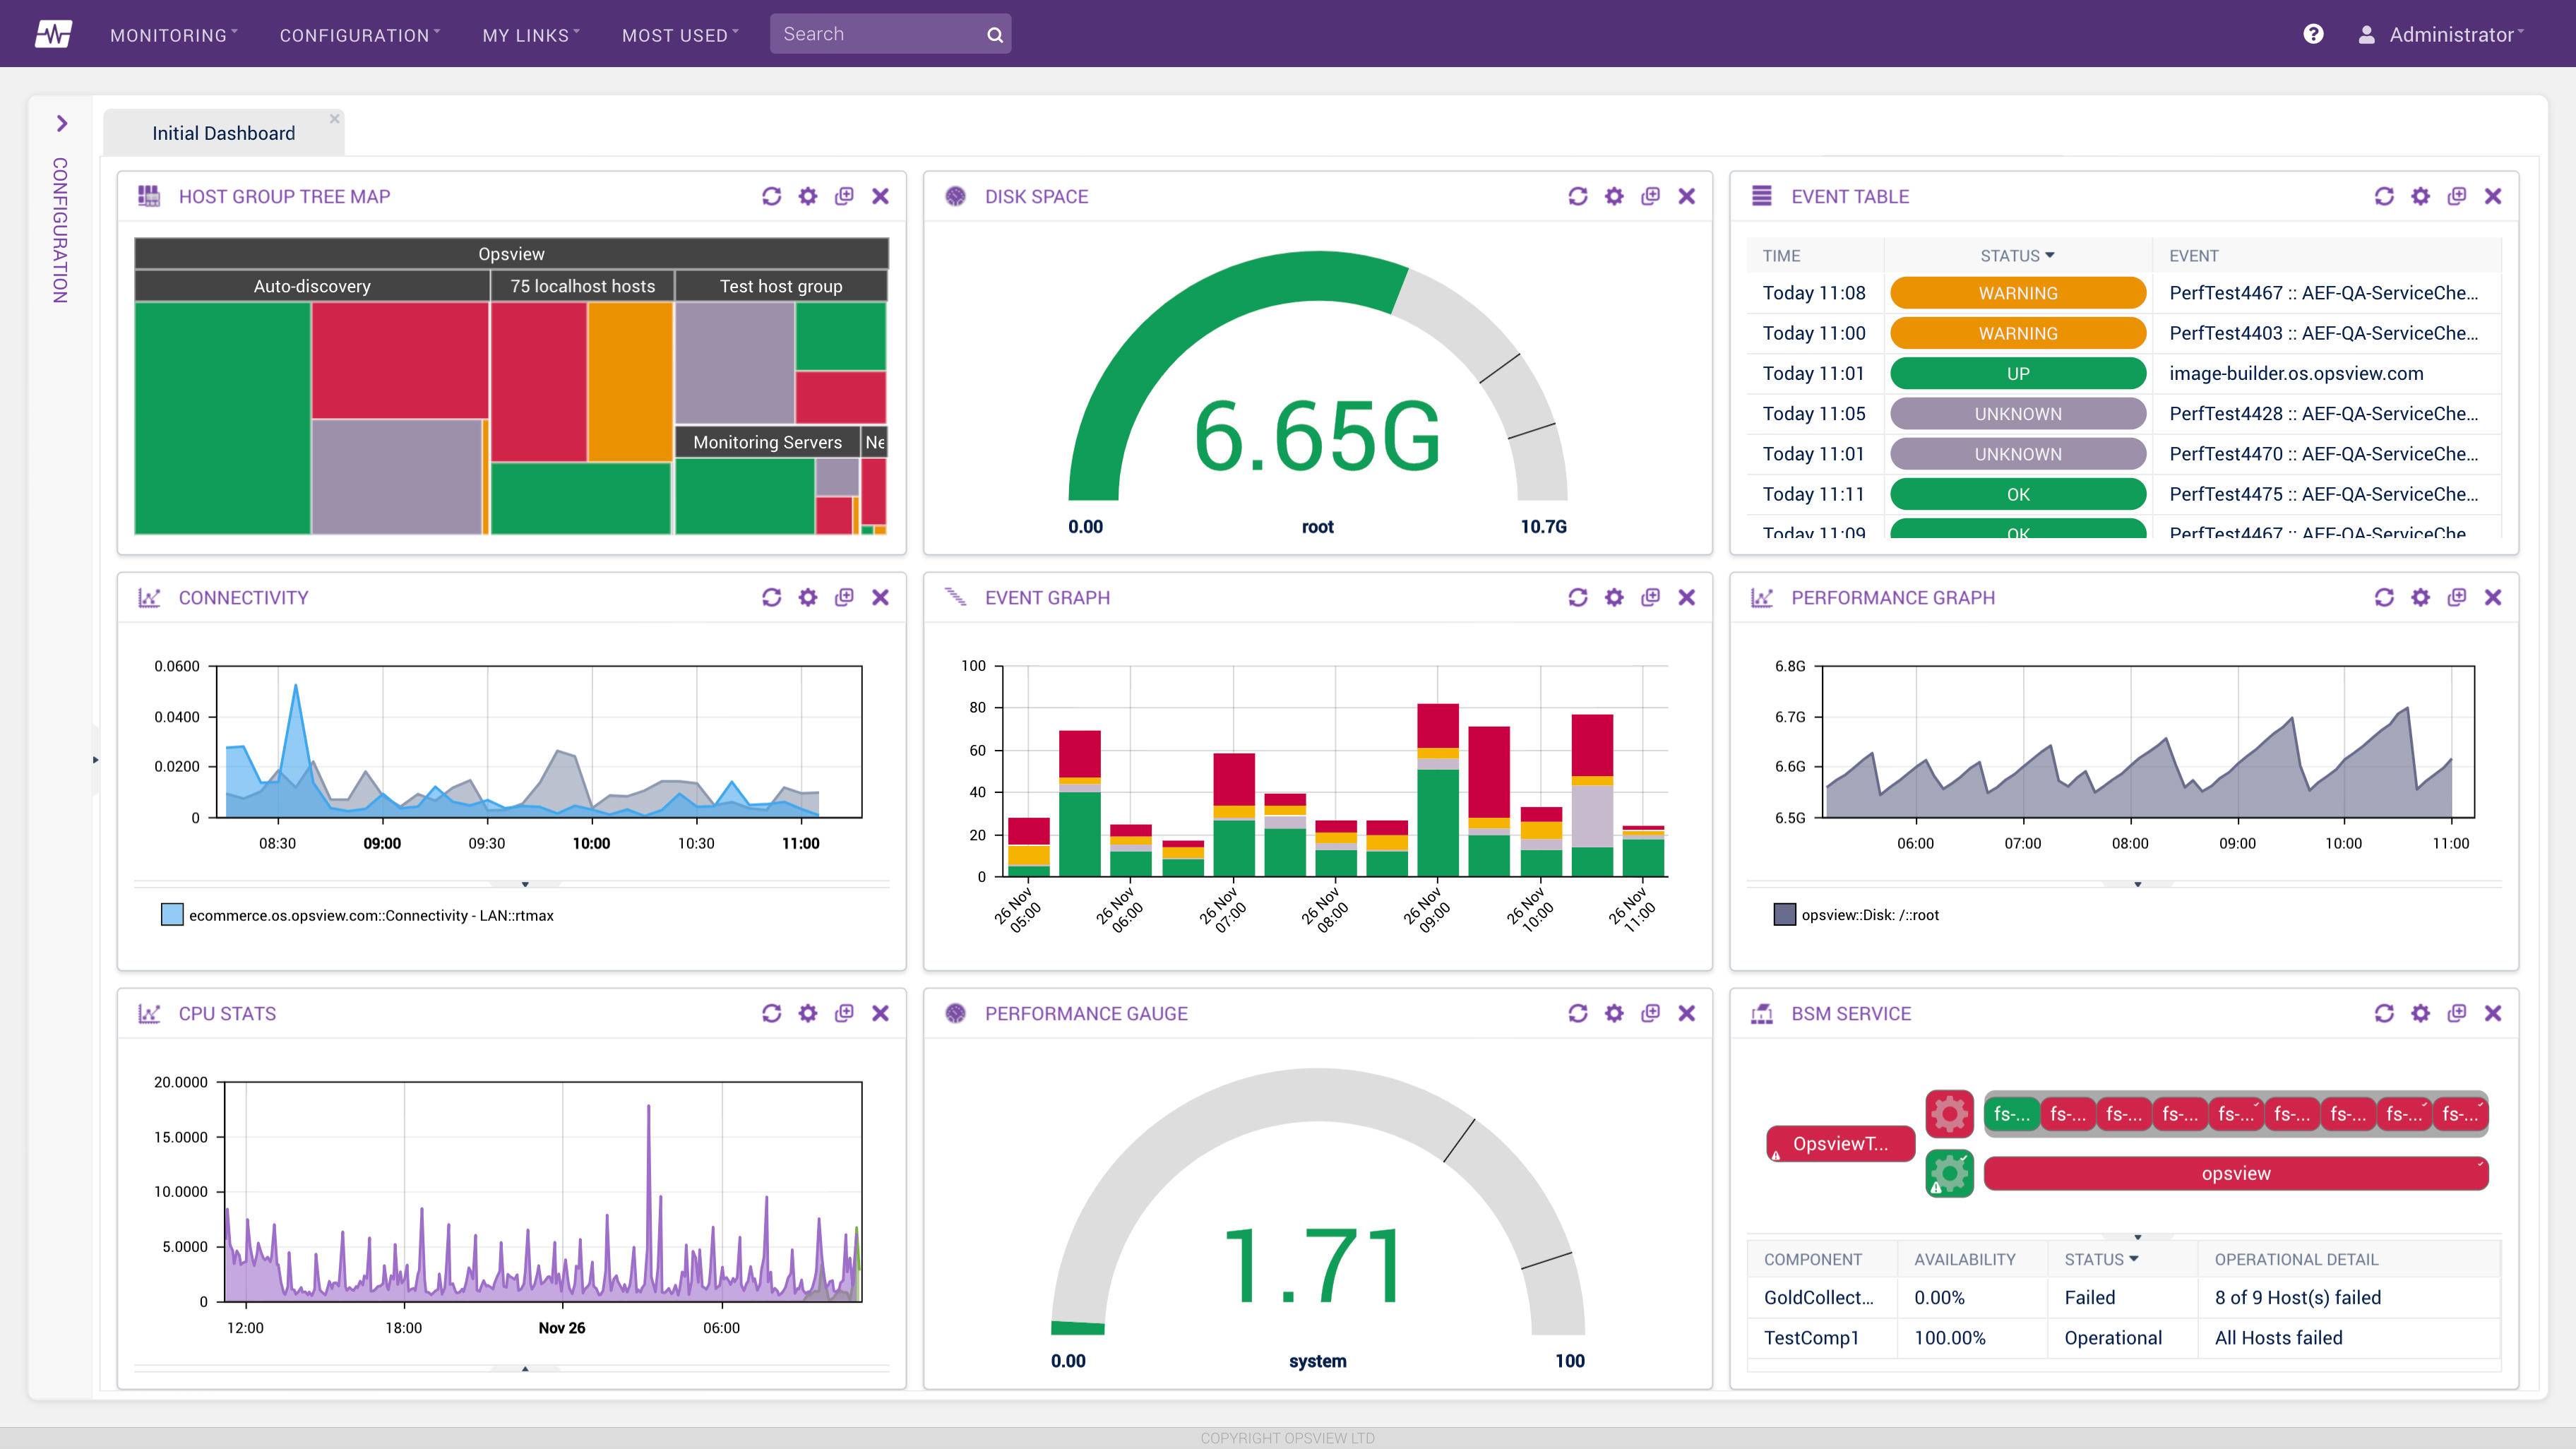 MONITORING CONFIGURATION MY LINKS MOST USED Search Administrator
CONFIGURATION
Initial Dashboard
HOST GROUP TREE MAP
Opsview
Auto-discovery 75 localhost hosts Test host group
Monitoring Servers Ne
DISK SPACE
6.65G
0.00 root 10.7G
EVENT TABLE
TIME STATUS EVENT
Today 11:08 WARNING PerfTest4467 :: AEF-QA-ServiceChe...
Today 11:00 WARNING PerfTest4403 :: AEF-QA-ServiceChe...
Today 11:01 UP image-builder.os.opsview.com
Today 11:05 UNKNOWN PerfTest4428 :: AEF-QA-ServiceChe...
Today 11:01 UNKNOWN PerfTest4470 :: AEF-QA-ServiceChe...
Today 11:11 OK PerfTest4475 :: AEF-QA-ServiceChe...
Today 11:09 OK PerfTest4467 :: AEF-QA-ServiceChe
CONNECTIVITY
0.0600
0.0400
0.0200
0
08:30 09:00 09:30 10:00 10:30 11:00
ecommerce.os.opsview.com::Connectivity - LAN::rtmax
EVENT GRAPH
100
80
60
40
20
0
26 Nov 05:00
26 Nov 06:00
26 Nov 07:00
26 Nov 08:00
26 Nov 09:00
26 Nov 10:00
26 Nov 11:00
PERFORMANCE GRAPH
6.8G
6.7G
6.6G
6.5G
06:00 07:00 08:00 09:00 10:00 11:00
opsview::Disk: /::root
CPU STATS
20.0000
15.0000
10.0000
5.0000
0
12:00 18:00 Nov 26 06:00
PERFORMANCE GAUGE
1.71
0.00 system 100
BSM SERVICE
fs-... fs-... fs-... fs-... fs-... fs-... fs-... fs-... fs-...
OpsviewT...
opsview
COMPONENT AVAILABILITY STATUS OPERATIONAL DETAIL
GoldCollect... 0.00% Failed 8 of 9 Host(s) failed
TestComp1 100.00% Operational All Hosts failed
COPYRIGHT OPSVIEW LTD